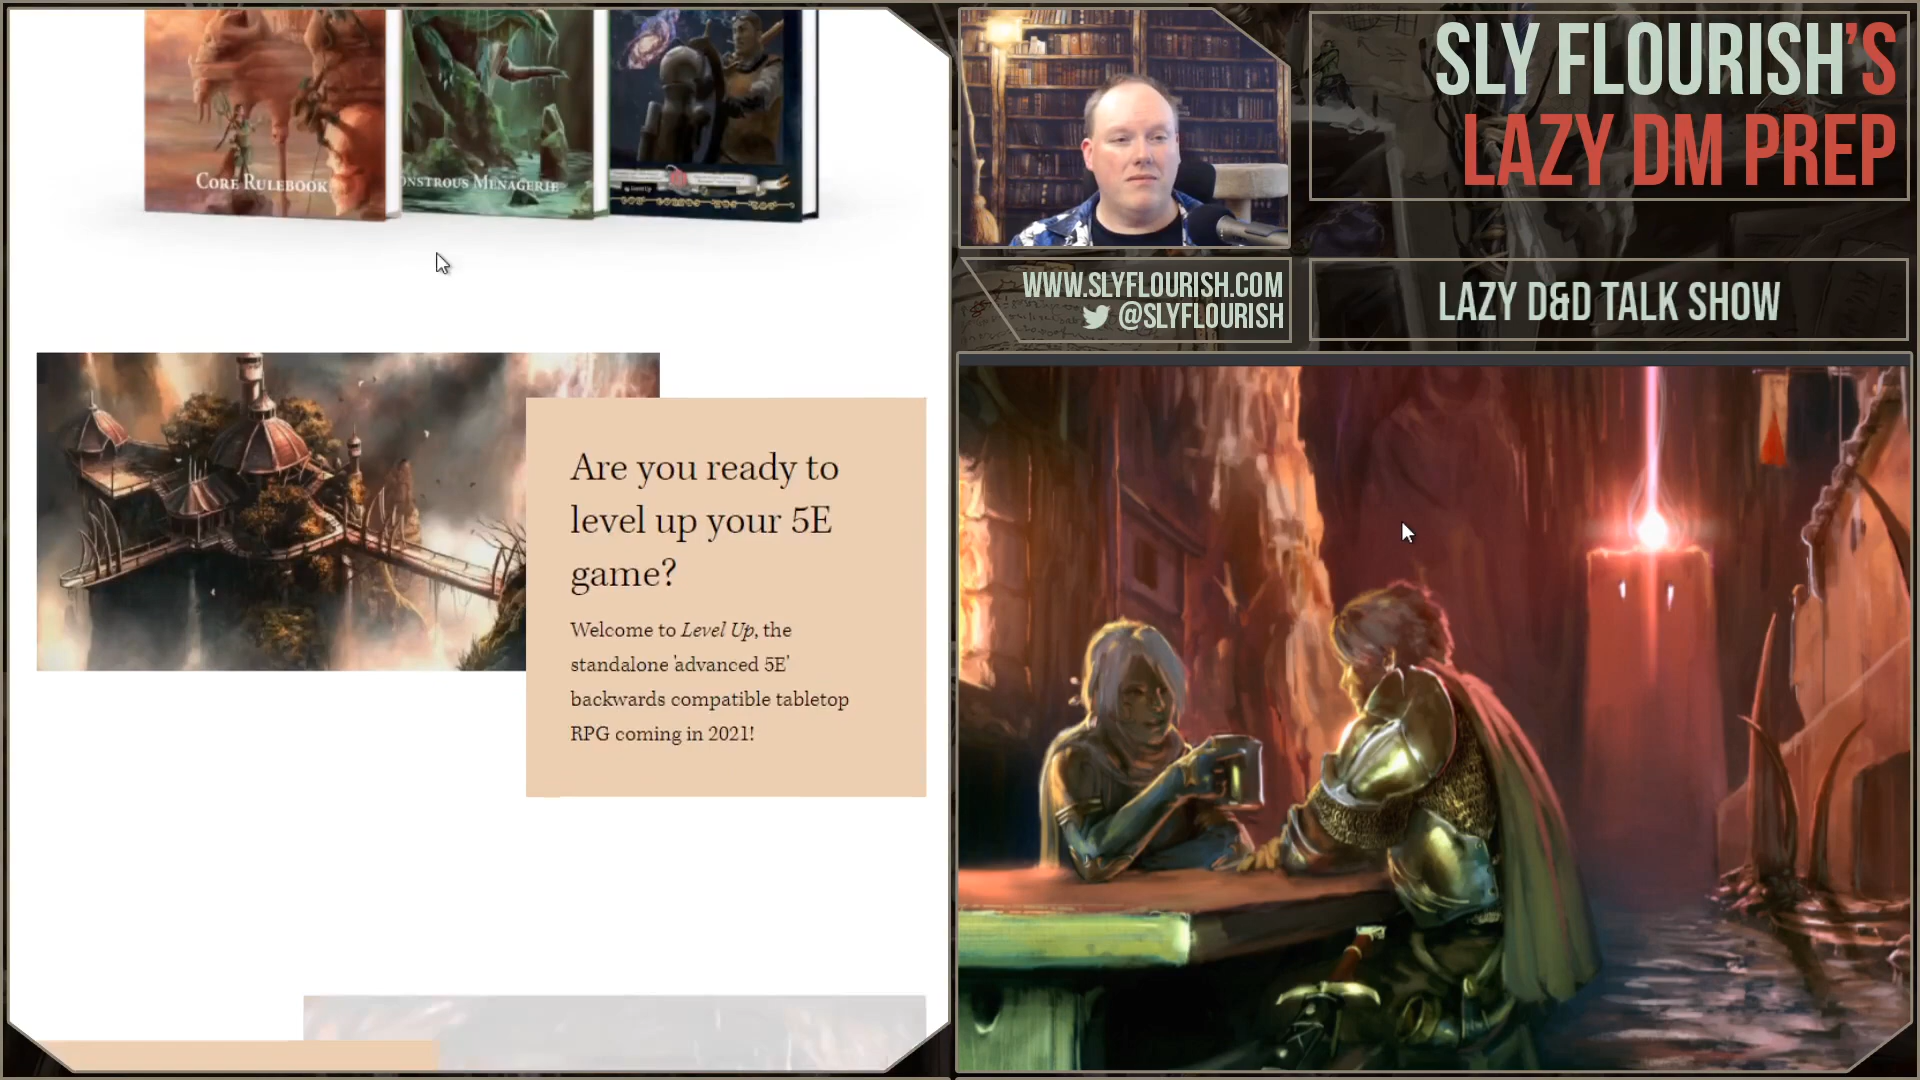 CORE RULEBOOK
ONSTROUS MENAGERIE
Are you ready to
level up your 5E
game?
Welcome to Level Up, the
standalone 'advanced 5E'
backwards compatible tabletop
RPG coming in 2021!
SLY FLOURISH'S
LAZY DM PREP
WWW.SLYFLOURISH.COM
@SLYFLOURISH
LAZY D&D TALK SHOW